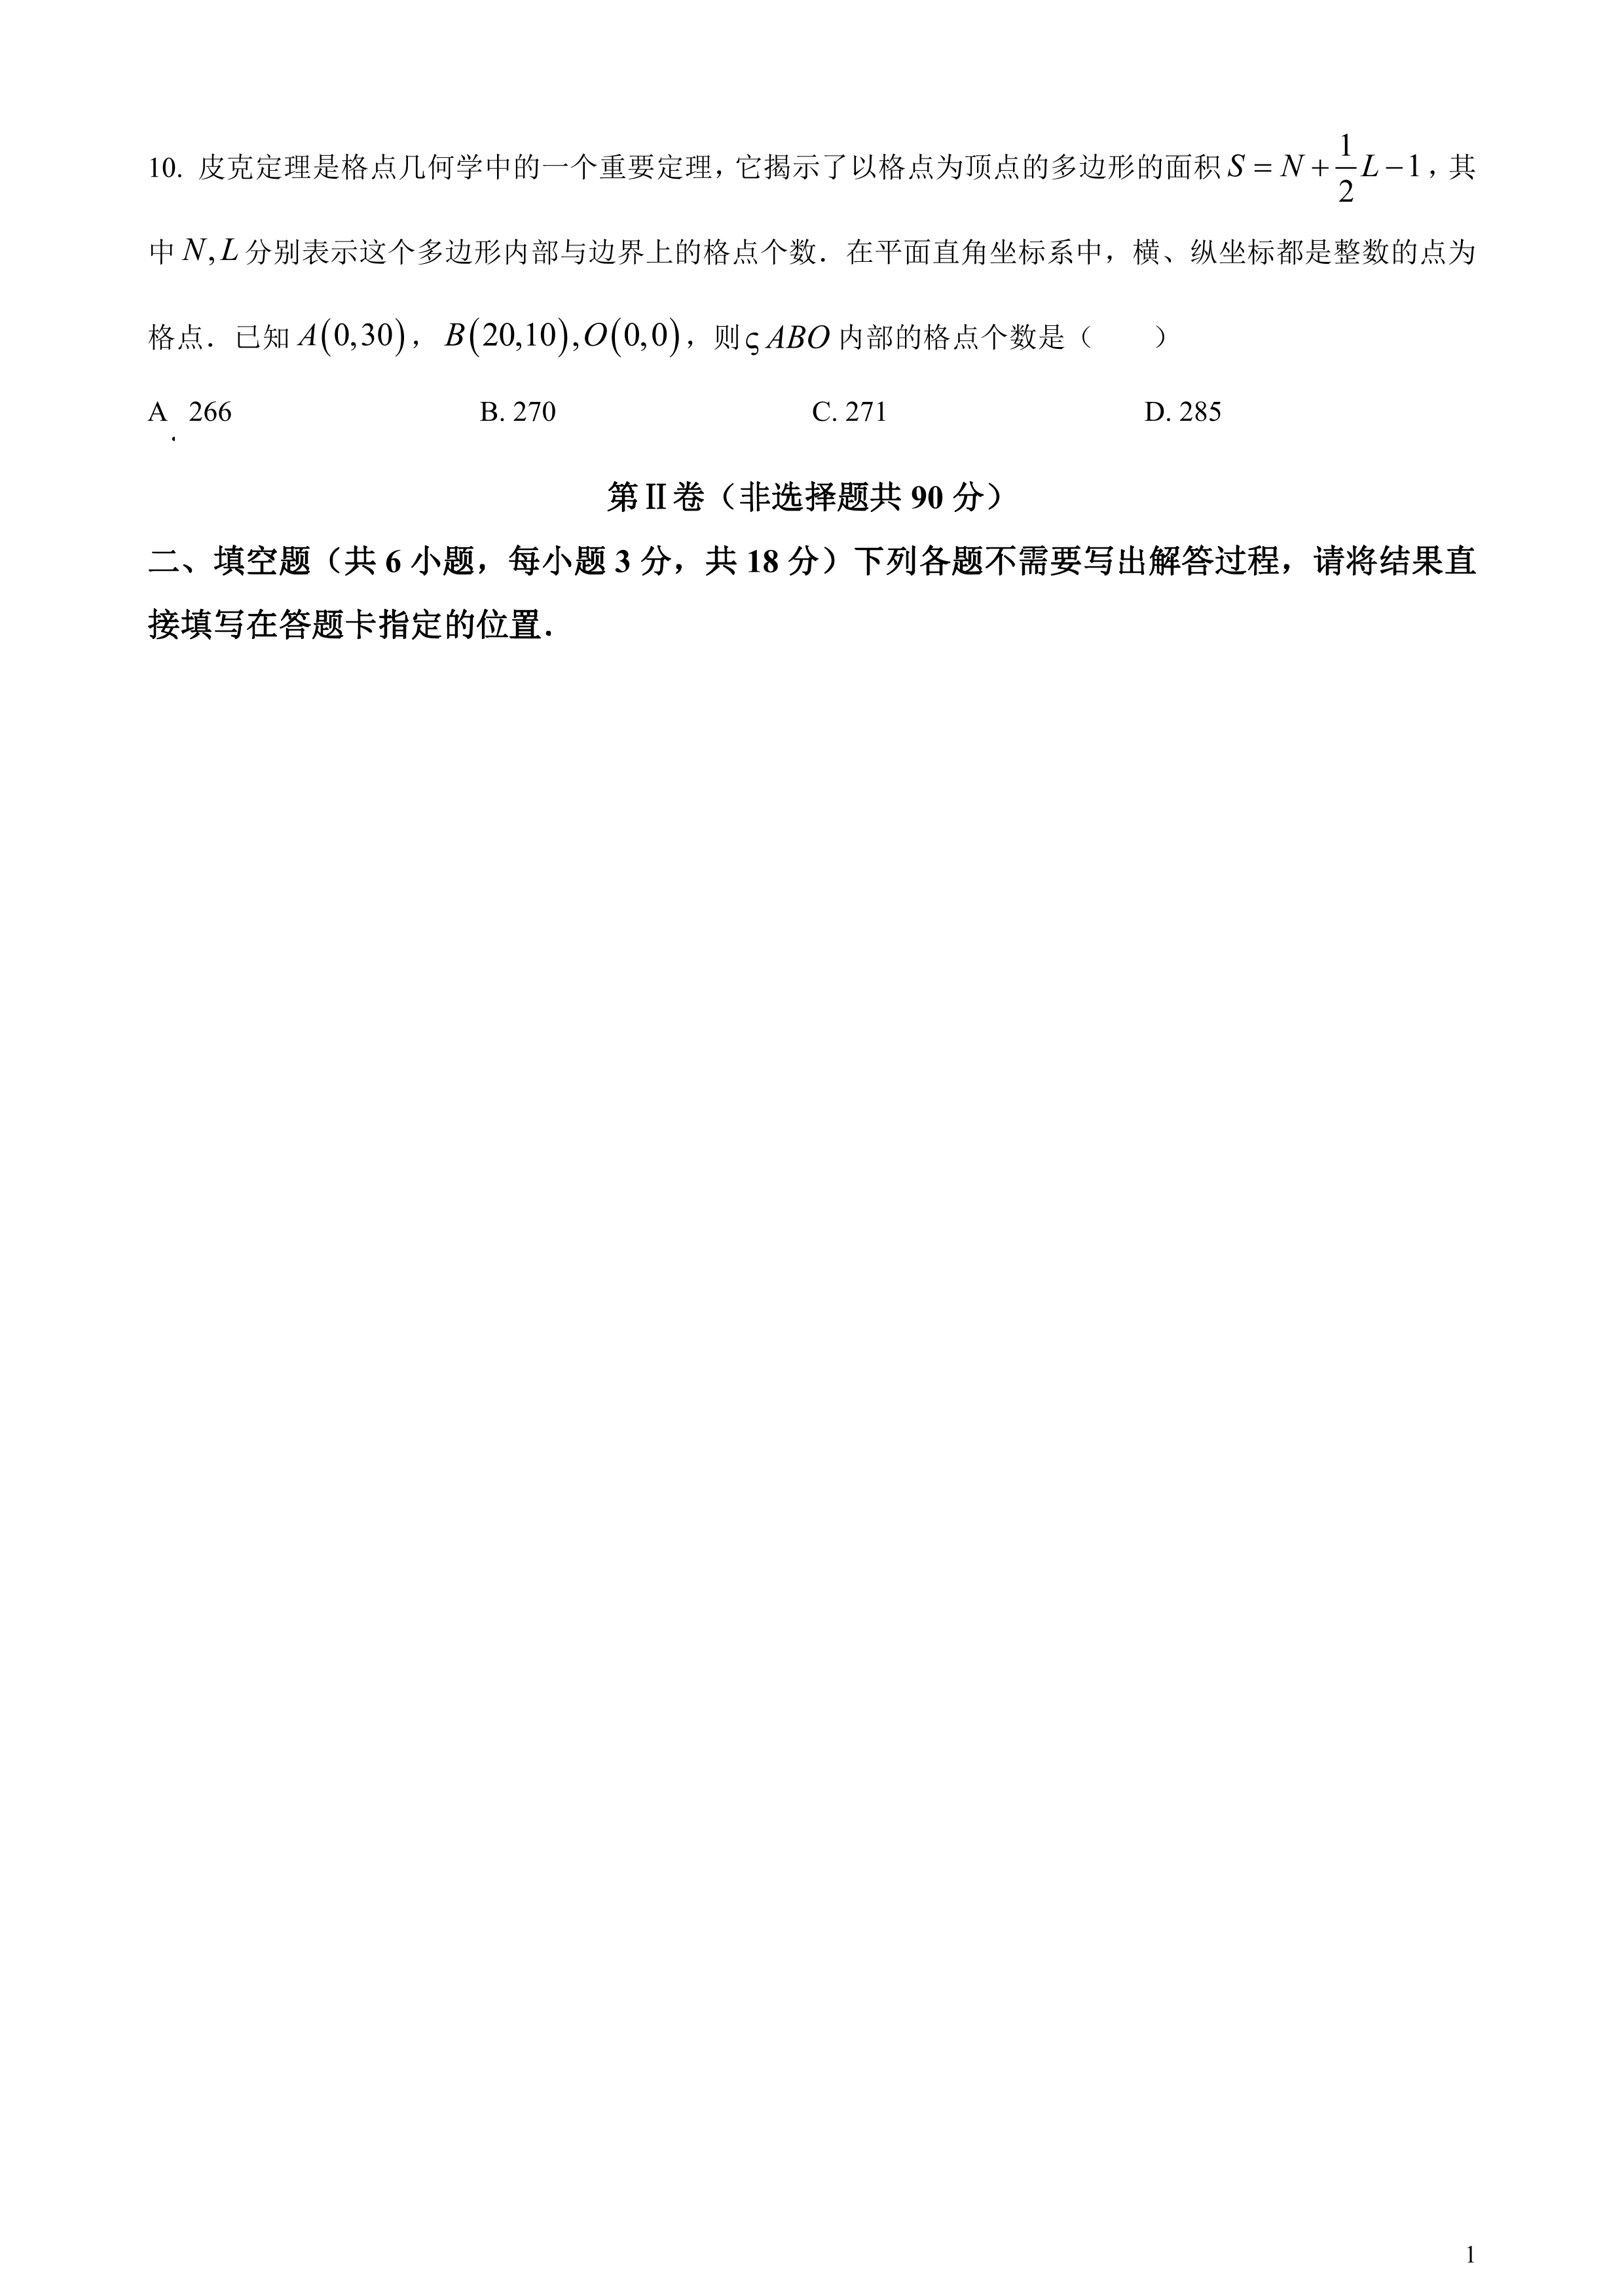 10. 皮克定理是格点几何学中的一个重要定理，它揭示了以格点为顶点的多边形的面积 S = N + 1/2 L − 1，其
中 N, L 分别表示这个多边形内部与边界上的格点个数．在平面直角坐标系中，横、纵坐标都是整数的点为
格点．已知 A(0,30)， B(20,10), O(0,0)，则 ς ABO 内部的格点个数是（　　）
A . 266　B. 270　C. 271　D. 285
第Ⅱ卷（非选择题共 90 分）
二、填空题（共 6 小题，每小题 3 分，共 18 分）下列各题不需要写出解答过程，请将结果直
接填写在答题卡指定的位置．
1